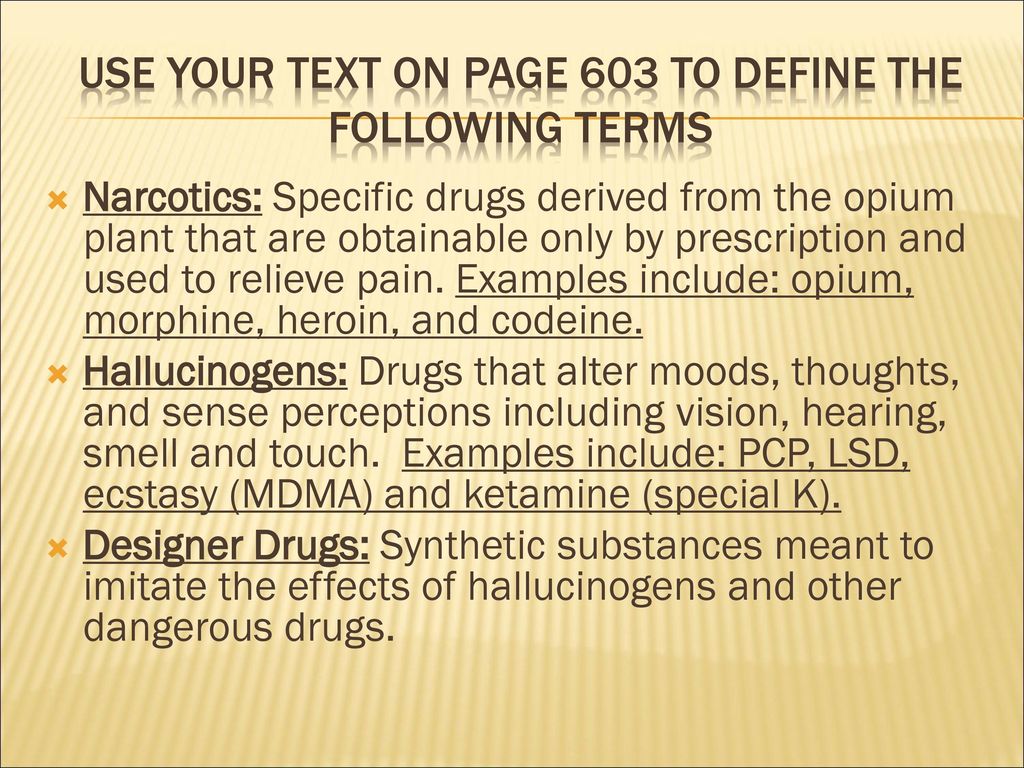 USE YOUR TEXT ON PAGE 603 TO DEFINE THE
FOLLOWING TERMS
Narcotics: Specific drugs derived from the opium
plant that are obtainable only by prescription and
used to relieve pain. Examples include: opium,
morphine, heroin, and codeine.
Hallucinogens: Drugs that alter moods, thoughts,
and sense perceptions including vision, hearing,
smell and touch.  Examples include: PCP, LSD,
ecstasy (MDMA) and ketamine (special K).
Designer Drugs: Synthetic substances meant to
imitate the effects of hallucinogens and other
dangerous drugs.